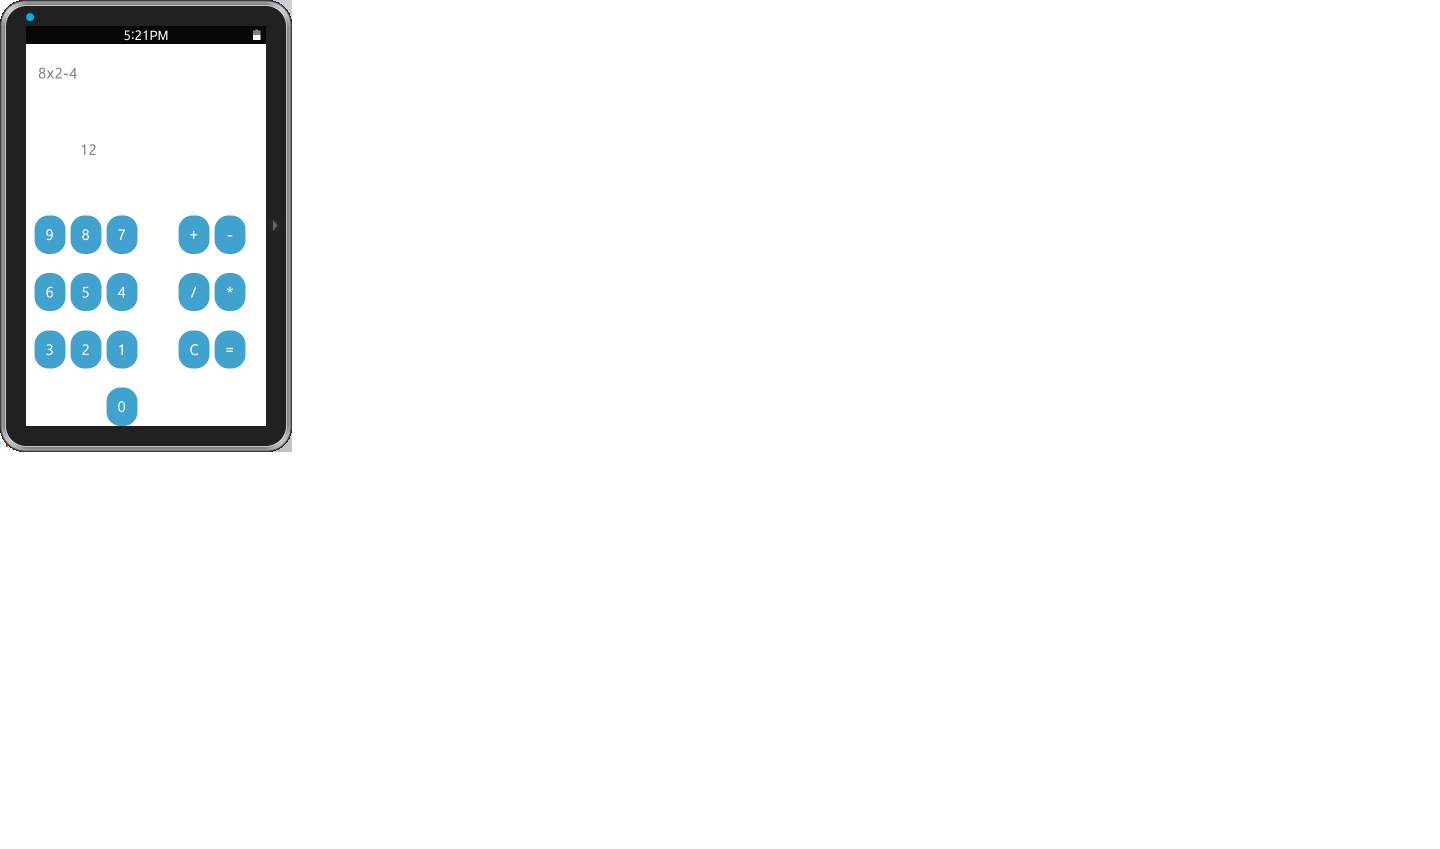 5:21PM
8x2-4
12
9 8 7 + -
6 5 4 / *
3 2 1 C =
0